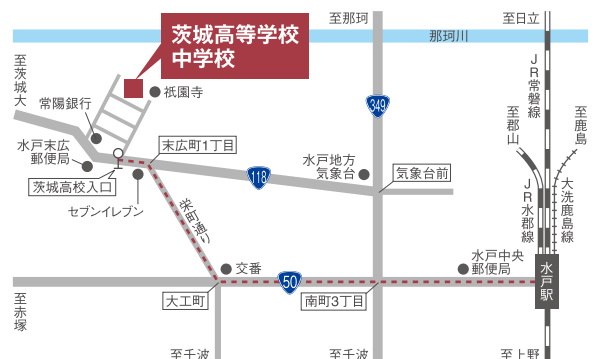 至那珂
至日立
茨城高等学校
中学校
那珂川
至茨城大
JR常磐線
祇園寺
常陽銀行
349
至郡山
至鹿島
末広町1丁目
水戸末広
郵便局
水戸地方
気象台
気象台前
118
茨城高校入口
セブンイレブン
栄町通り
JR水郡線
大洗鹿島線
交番
水戸中央
郵便局
水戸駅
50
大工町
南町3丁目
至赤塚
至千波
至千波
至上野